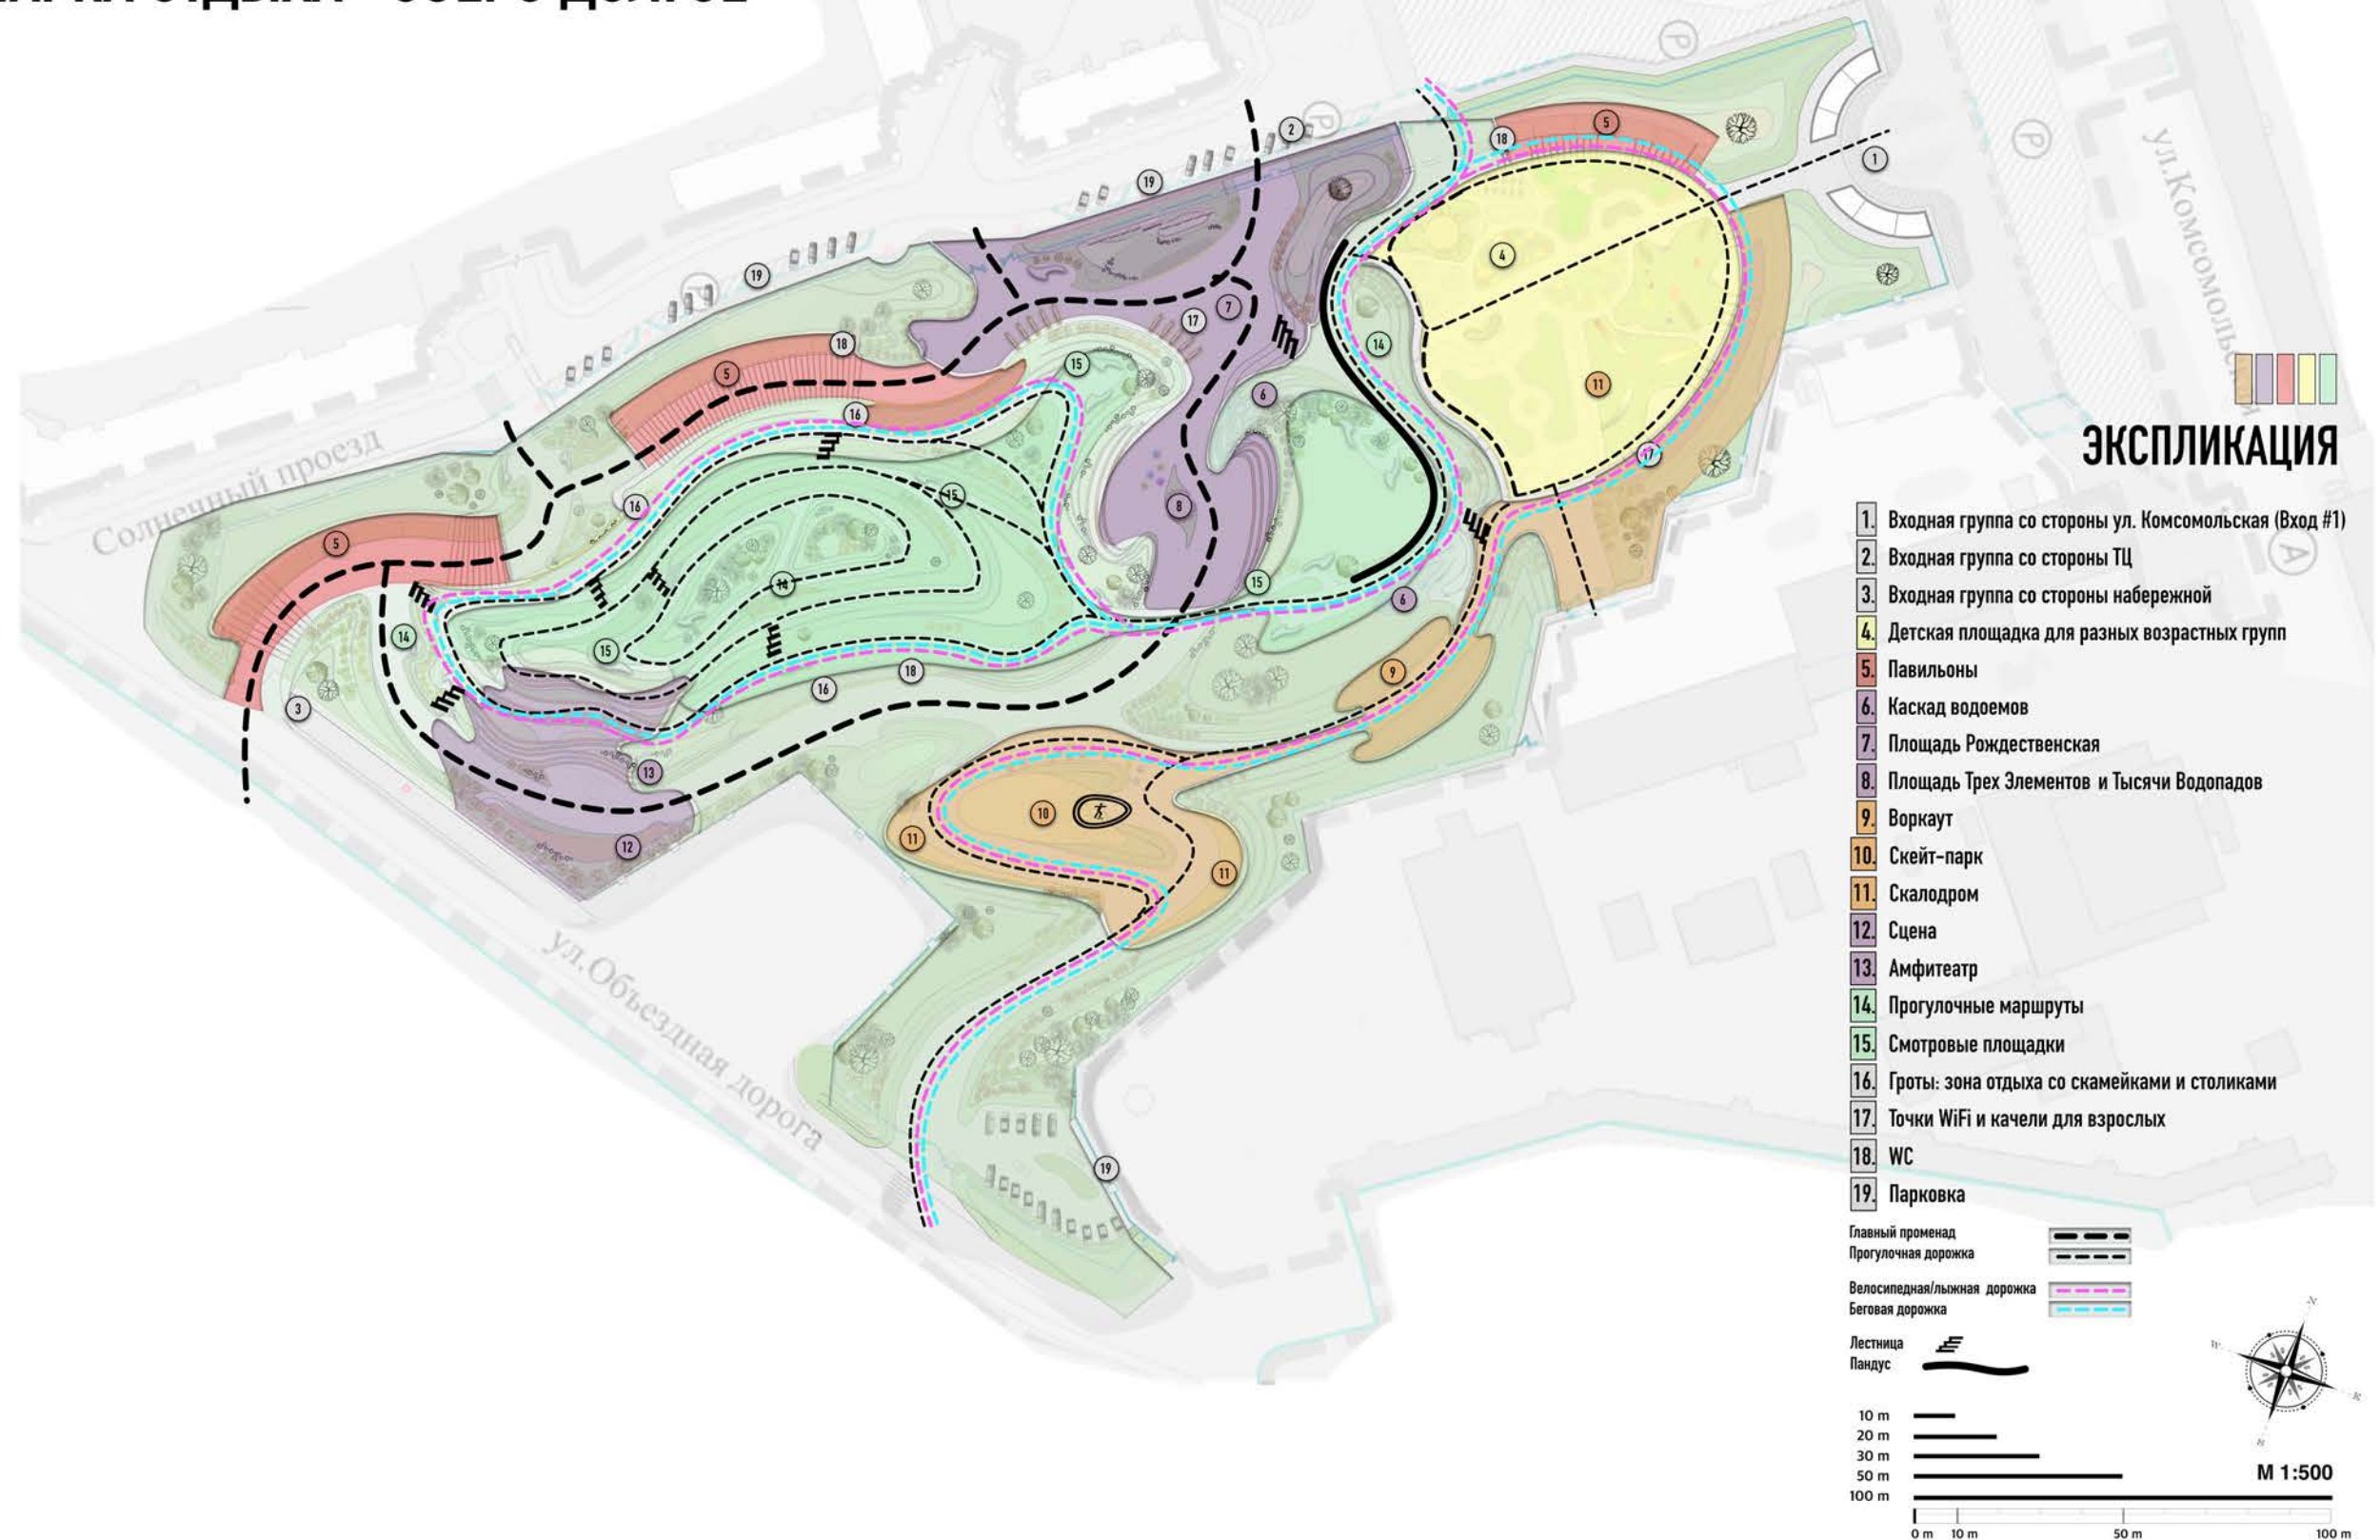 Солнечный проезд
ул.Комсомольская
ул.Объездная дорога
ЭКСПЛИКАЦИЯ
1. Входная группа со стороны ул. Комсомольская (Вход #1)
2. Входная группа со стороны ТЦ
3. Входная группа со стороны набережной
4. Детская площадка для разных возрастных групп
5. Павильоны
6. Каскад водоемов
7. Площадь Рождественская
8. Площадь Трех Элементов и Тысячи Водопадов
9. Воркаут
10. Скейт-парк
11. Скалодром
12. Сцена
13. Амфитеатр
14. Прогулочные маршруты
15. Смотровые площадки
16. Гроты: зона отдыха со скамейками и столиками
17. Точки WiFi и качели для взрослых
18. WC
19. Парковка
Главный променад
Прогулочная дорожка
Велосипедная/лыжная дорожка
Беговая дорожка
Лестница
Пандус
10 m
20 m
30 m
50 m
100 m
M 1:500
0 m 10 m 50 m 100 m